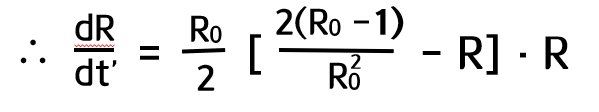 ∴ dR/dt' = R₀/2 [ 2(R₀ − 1)/R₀² − R] · R